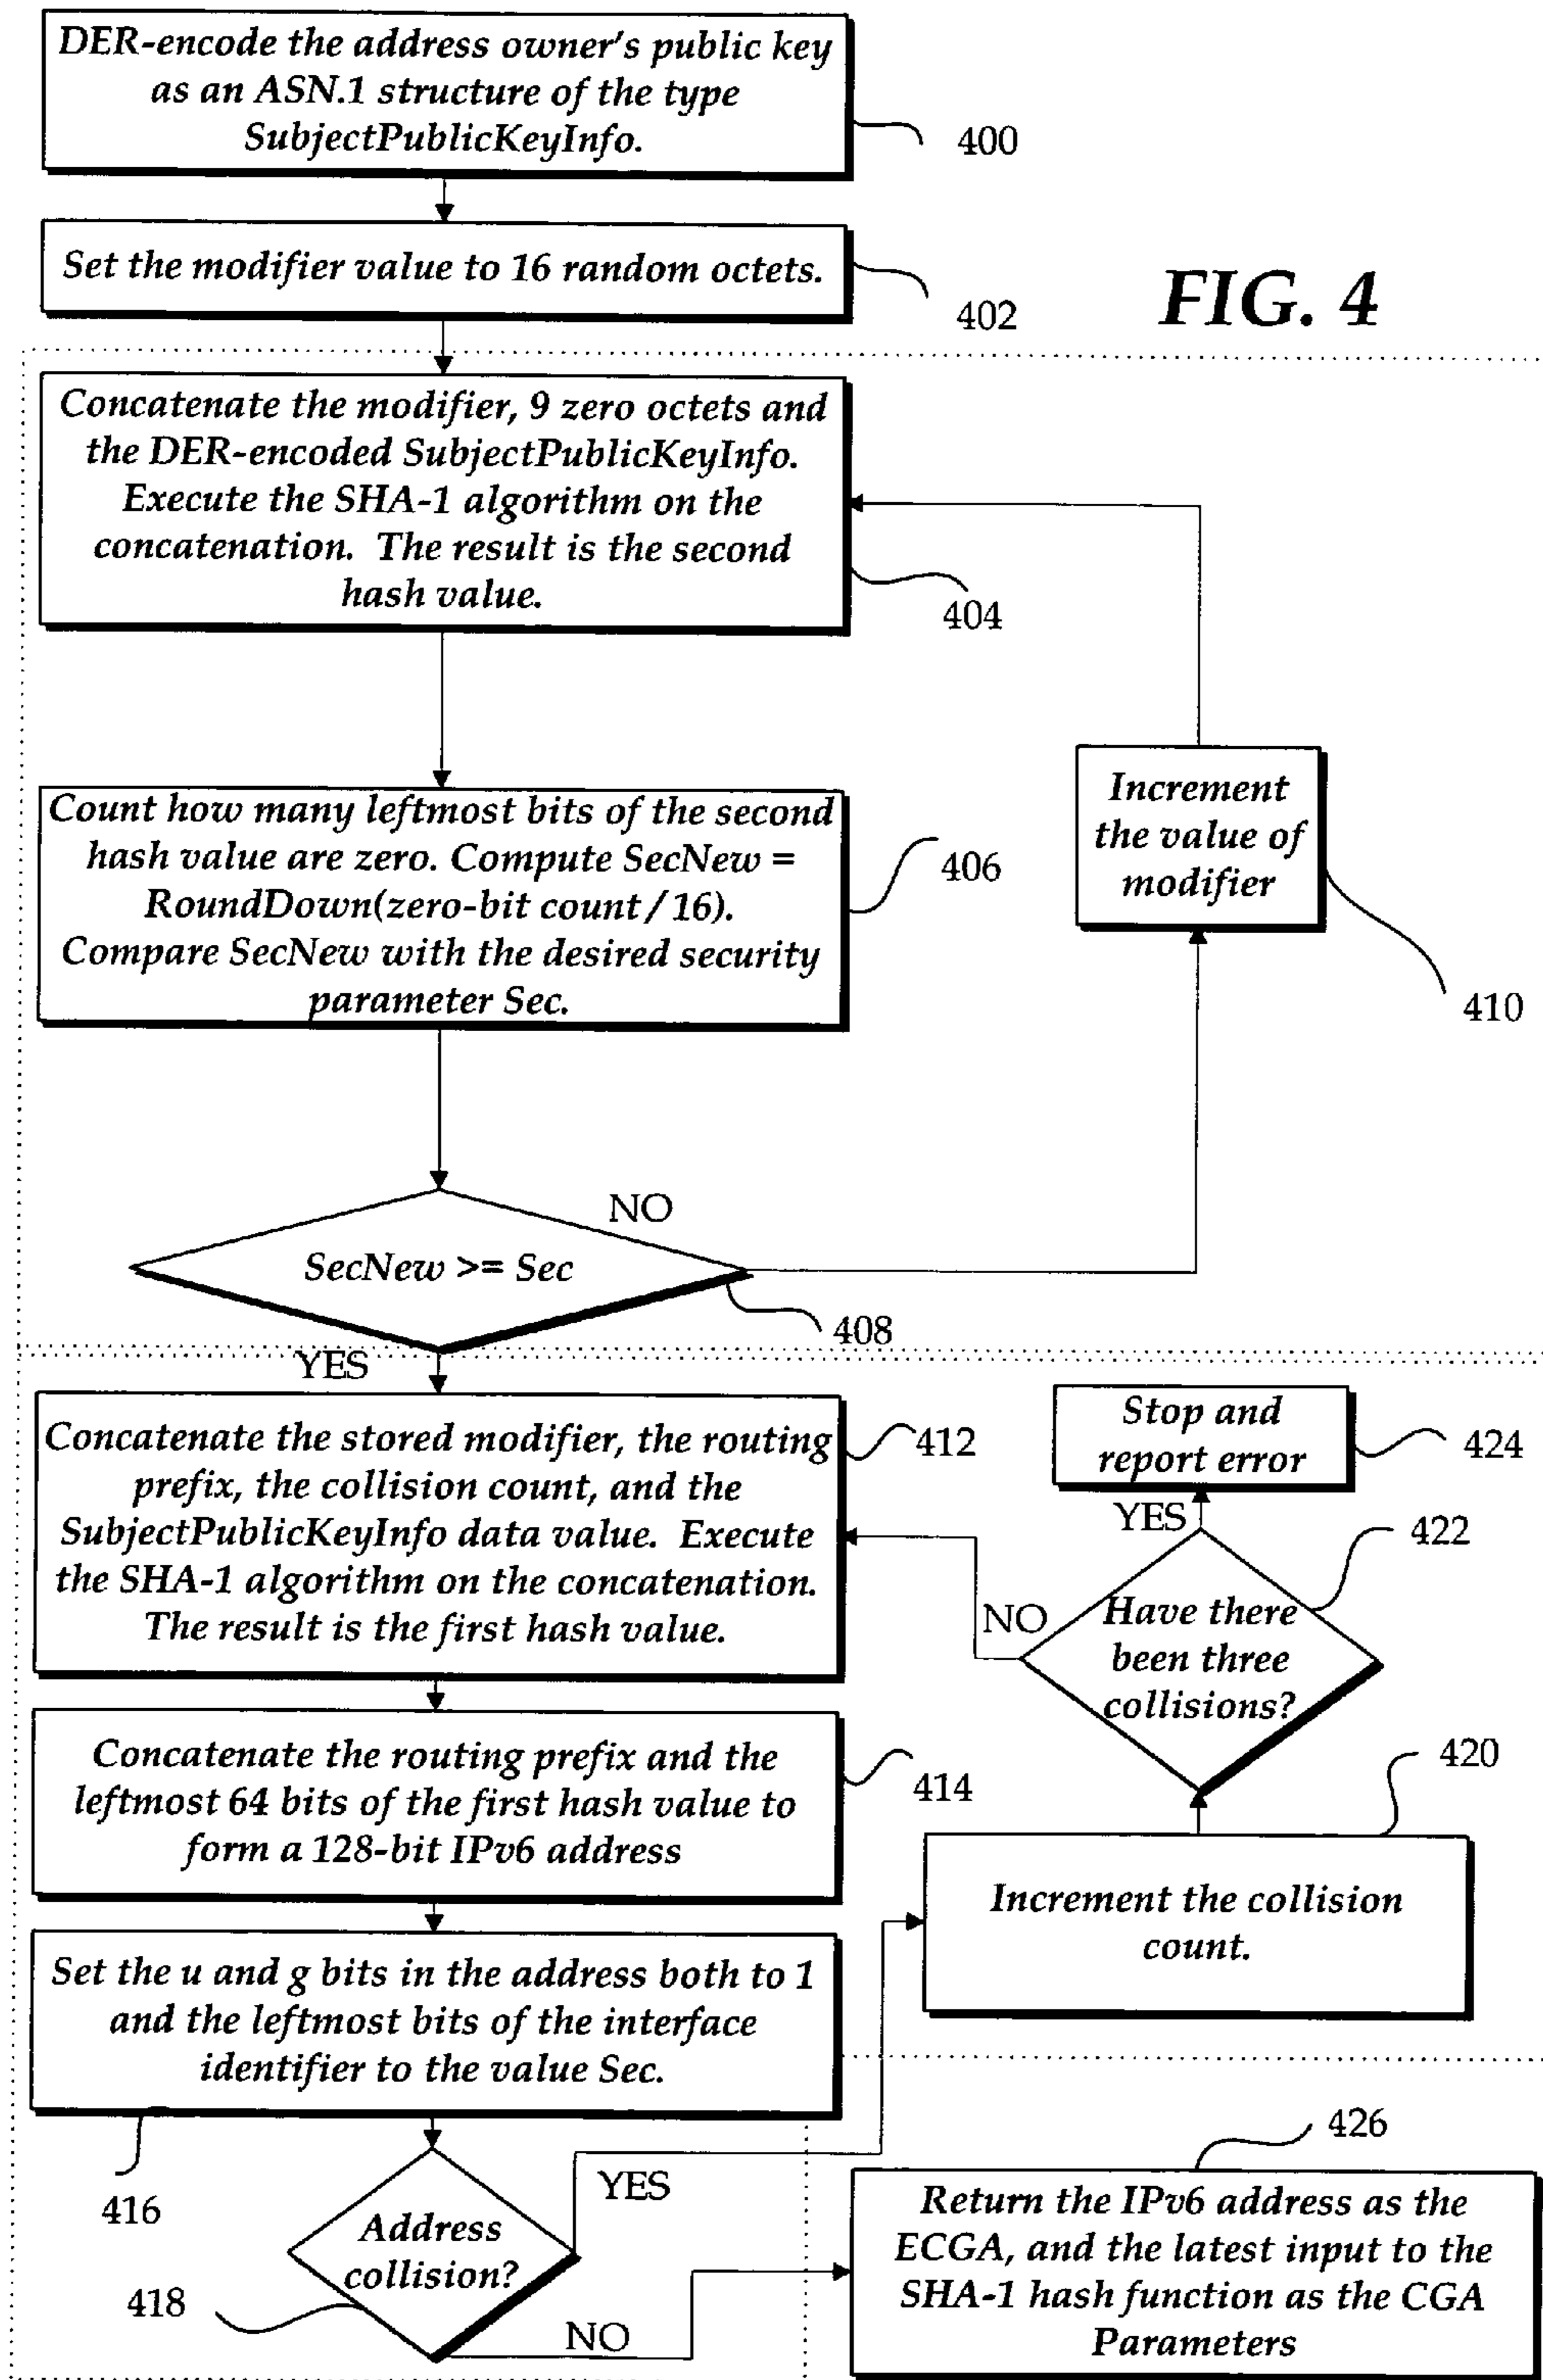 DER-encode the address owner's public key
as an ASN.1 structure of the type
SubjectPublicKeyInfo.
400
Set the modifier value to 16 random octets.
402
FIG. 4
Concatenate the modifier, 9 zero octets and
the DER-encoded SubjectPublicKeyInfo.
Execute the SHA-1 algorithm on the
concatenation. The result is the second
hash value.
404
Count how many leftmost bits of the second
hash value are zero. Compute SecNew =
RoundDown(zero-bit count/16).
Compare SecNew with the desired security
parameter Sec.
406
Increment
the value of
modifier
410
NO
SecNew >= Sec
408
YES
Concatenate the stored modifier, the routing
prefix, the collision count, and the
SubjectPublicKeyInfo data value. Execute
the SHA-1 algorithm on the concatenation.
The result is the first hash value.
412
Stop and
report error
424
YES
422
NO
Have there
been three
collisions?
Concatenate the routing prefix and the
leftmost 64 bits of the first hash value to
form a 128-bit IPv6 address
414
420
Increment the collision
count.
Set the u and g bits in the address both to 1
and the leftmost bits of the interface
identifier to the value Sec.
416
YES
Address
collision?
418
NO
426
Return the IPv6 address as the
ECGA, and the latest input to the
SHA-1 hash function as the CGA
Parameters